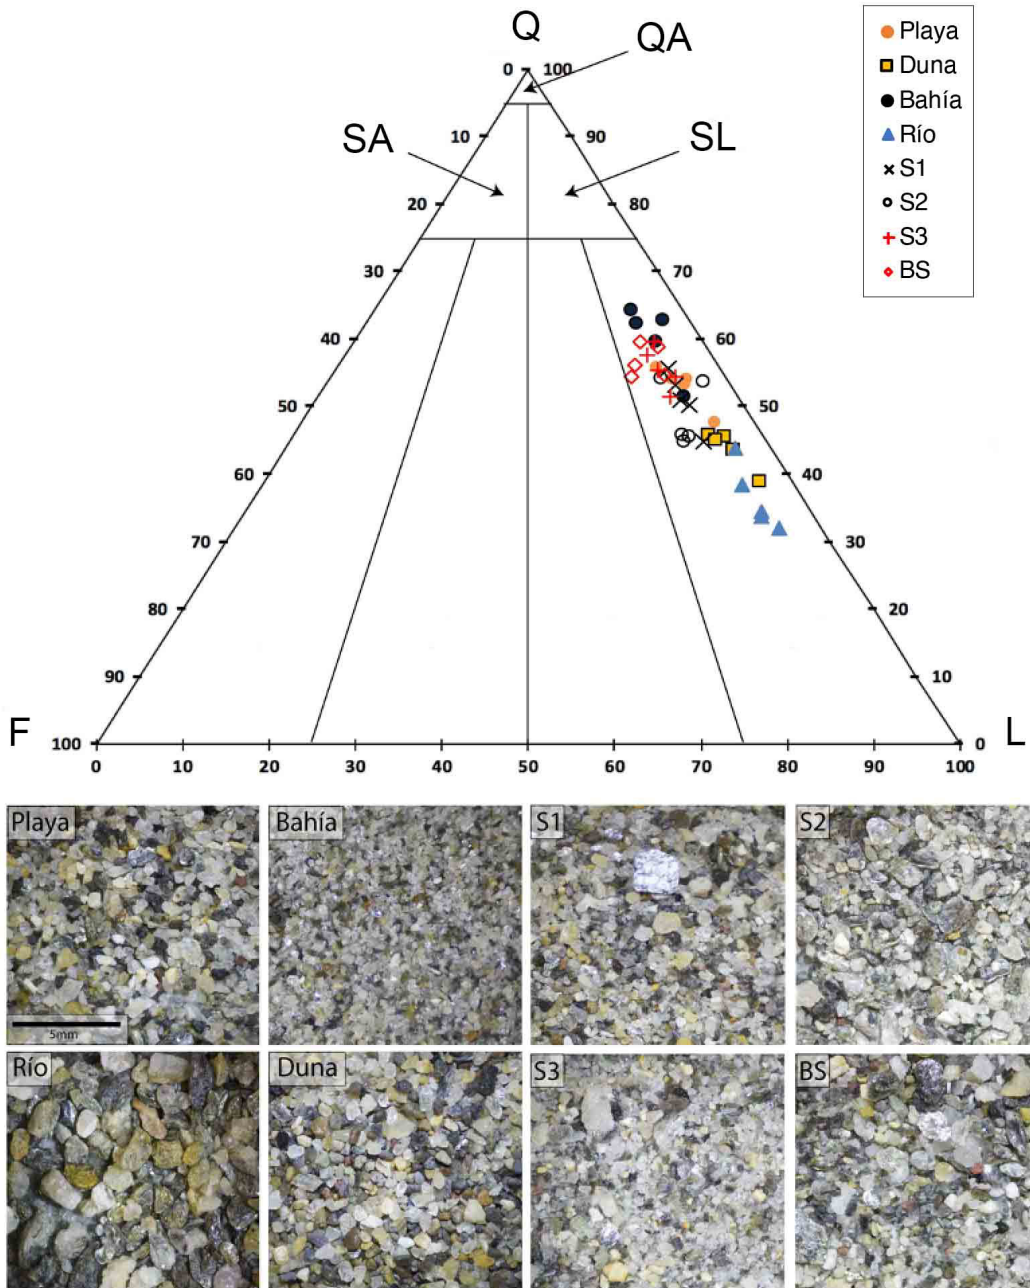 Q
QA
SA
SL
0 100
10 90
20 80
30 70
40 60
50 50
60 40
70 30
80 20
90 10
F
100 0
L
0 10 20 30 40 50 60 70 80 90 100
Playa
Duna
Bahía
Río
S1
S2
S3
BS
Playa Bahía S1 S2
5mm
Río Duna S3 BS